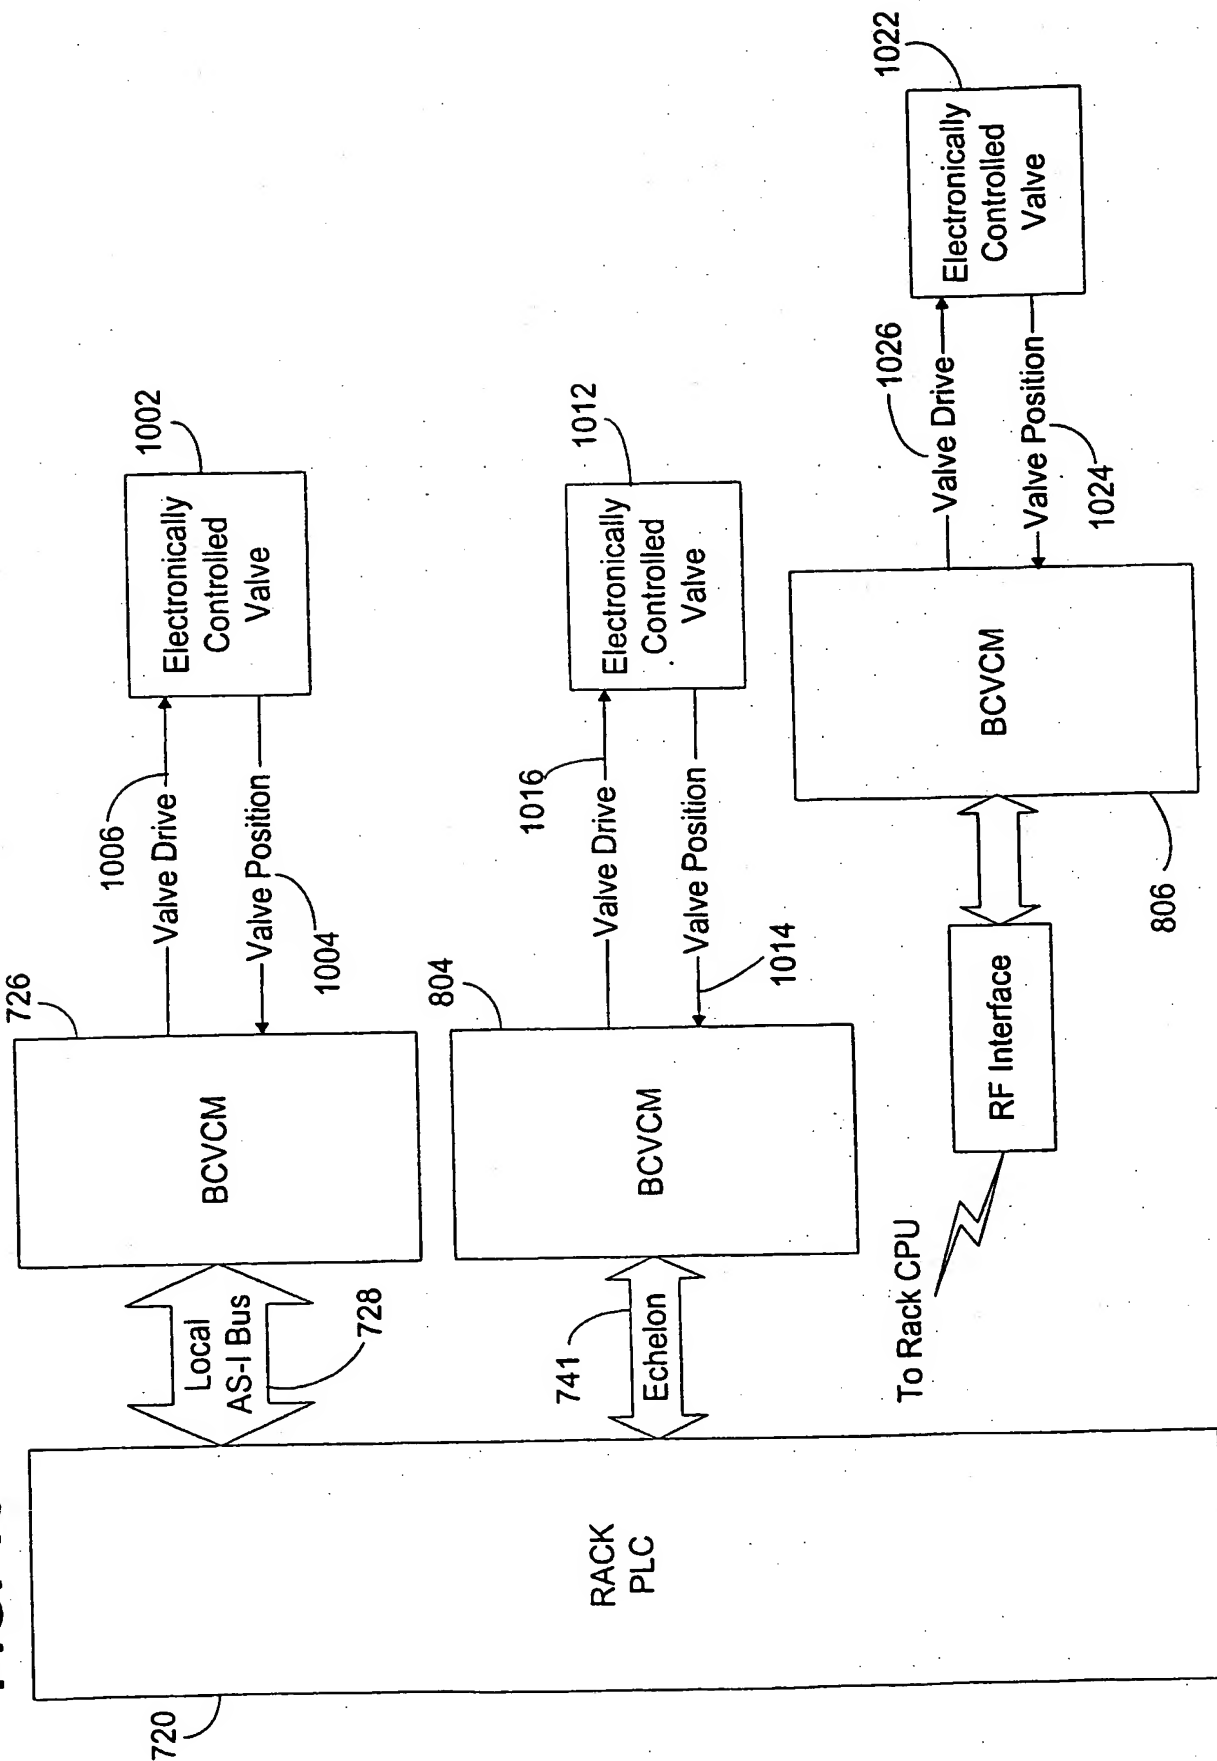 720
RACK
PLC
Local
AS-I Bus
728
726
BCVCM
1006
Valve Drive
Valve Position
1004
1002
Electronically
Controlled
Valve
741
Echelon
804
BCVCM
1016
Valve Drive
Valve Position
1014
1012
Electronically
Controlled
Valve
To Rack CPU
RF Interface
806
BCVCM
1026
Valve Drive
Valve Position
1024
1022
Electronically
Controlled
Valve